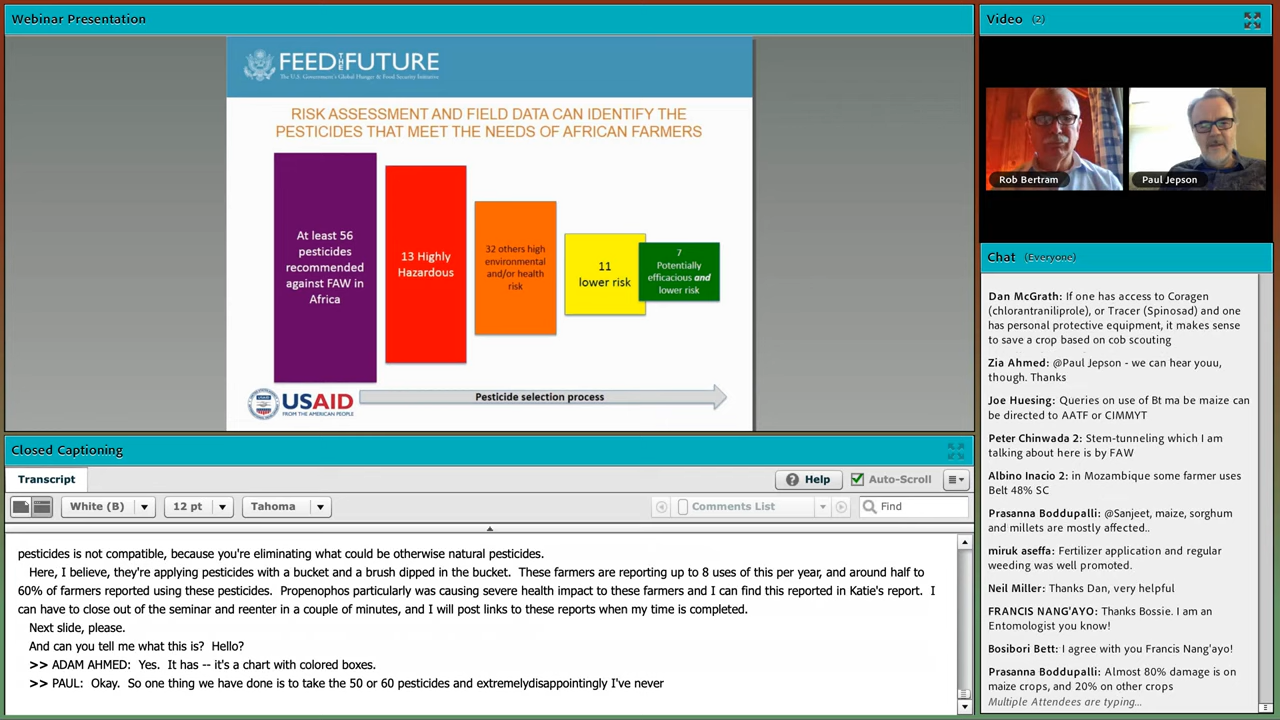 Webinar Presentation
FEED THE FUTURE
The U.S. Government's Global Hunger & Food Security Initiative
RISK ASSESSMENT AND FIELD DATA CAN IDENTIFY THE
PESTICIDES THAT MEET THE NEEDS OF AFRICAN FARMERS
At least 56
pesticides
recommended
against FAW in
Africa
13 Highly
Hazardous
32 others high
environmental
and/or health
risk
11
lower risk
7
Potentially
efficacious and
lower risk
USAID
FROM THE AMERICAN PEOPLE
Pesticide selection process
Video (2)
Rob Bertram
Paul Jepson
Chat (Everyone)
Dan McGrath: If one has access to Coragen
(chlorantraniliprole), or Tracer (Spinosad) and one
has personal protective equipment, it makes sense
to save a crop based on cob scouting
Zia Ahmed: @Paul Jepson - we can hear youu,
though. Thanks
Joe Huesing: Queries on use of Bt ma be maize can
be directed to AATF or CIMMYT
Peter Chinwada 2: Stem-tunneling which I am
talking about here is by FAW
Albino Inacio 2: in Mozambique some farmer uses
Belt 48% SC
Prasanna Boddupalli: @Sanjeet, maize, sorghum
and millets are mostly affected..
miruk aseffa: Fertilizer application and regular
weeding was well promoted.
Neil Miller: Thanks Dan, very helpful
FRANCIS NANG'AYO: Thanks Bossie. I am an
Entomologist you know!
Bosibori Bett: I agree with you Francis Nang'ayo!
Prasanna Boddupalli: Almost 80% damage is on
maize crops, and 20% on other crops
Multiple Attendees are typing...
Closed Captioning
Transcript
Help
Auto-Scroll
White (B)
12 pt
Tahoma
Comments List
Find
pesticides is not compatible, because you're eliminating what could be otherwise natural pesticides.
Here, I believe, they're applying pesticides with a bucket and a brush dipped in the bucket. These farmers are reporting up to 8 uses of this per year, and around half to
60% of farmers reported using these pesticides. Propenophos particularly was causing severe health impact to these farmers and I can find this reported in Katie's report. I
can have to close out of the seminar and reenter in a couple of minutes, and I will post links to these reports when my time is completed.
Next slide, please.
And can you tell me what this is? Hello?
>> ADAM AHMED: Yes. It has -- it's a chart with colored boxes.
>> PAUL: Okay. So one thing we have done is to take the 50 or 60 pesticides and extremelydisappointingly I've never